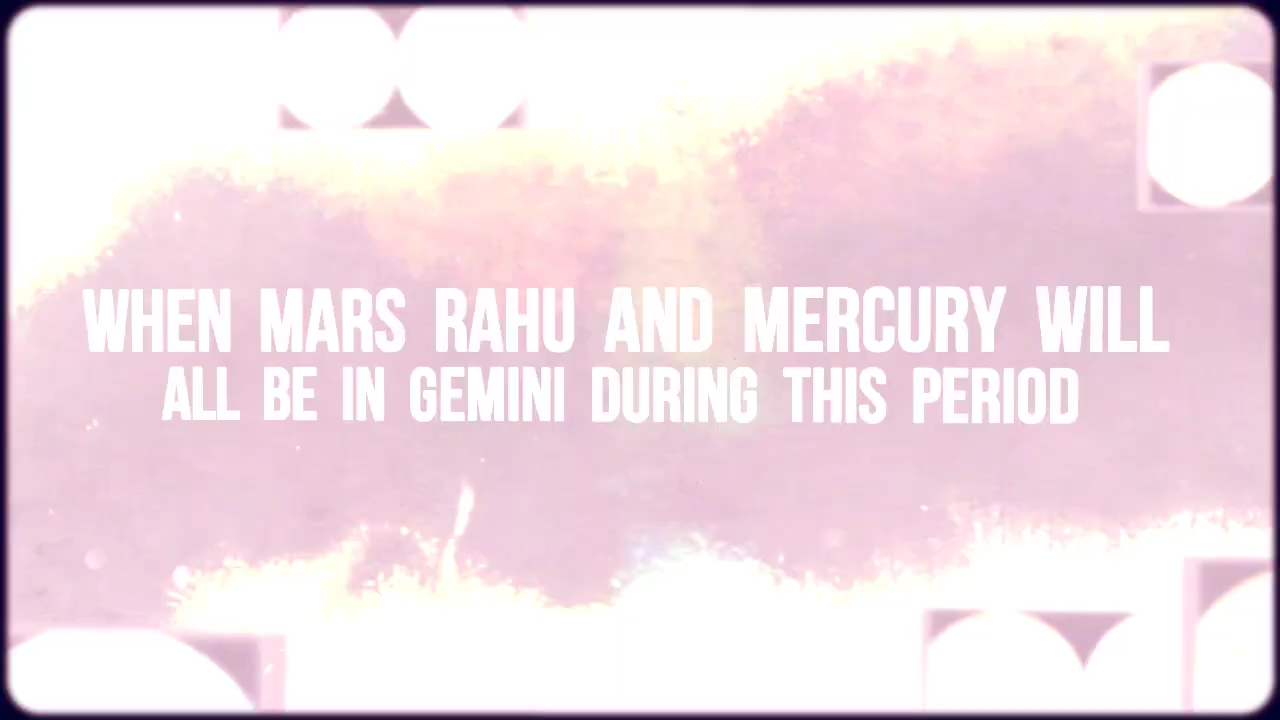 WHEN MARS RAHU AND MERCURY WILL
ALL BE IN GEMINI DURING THIS PERIOD